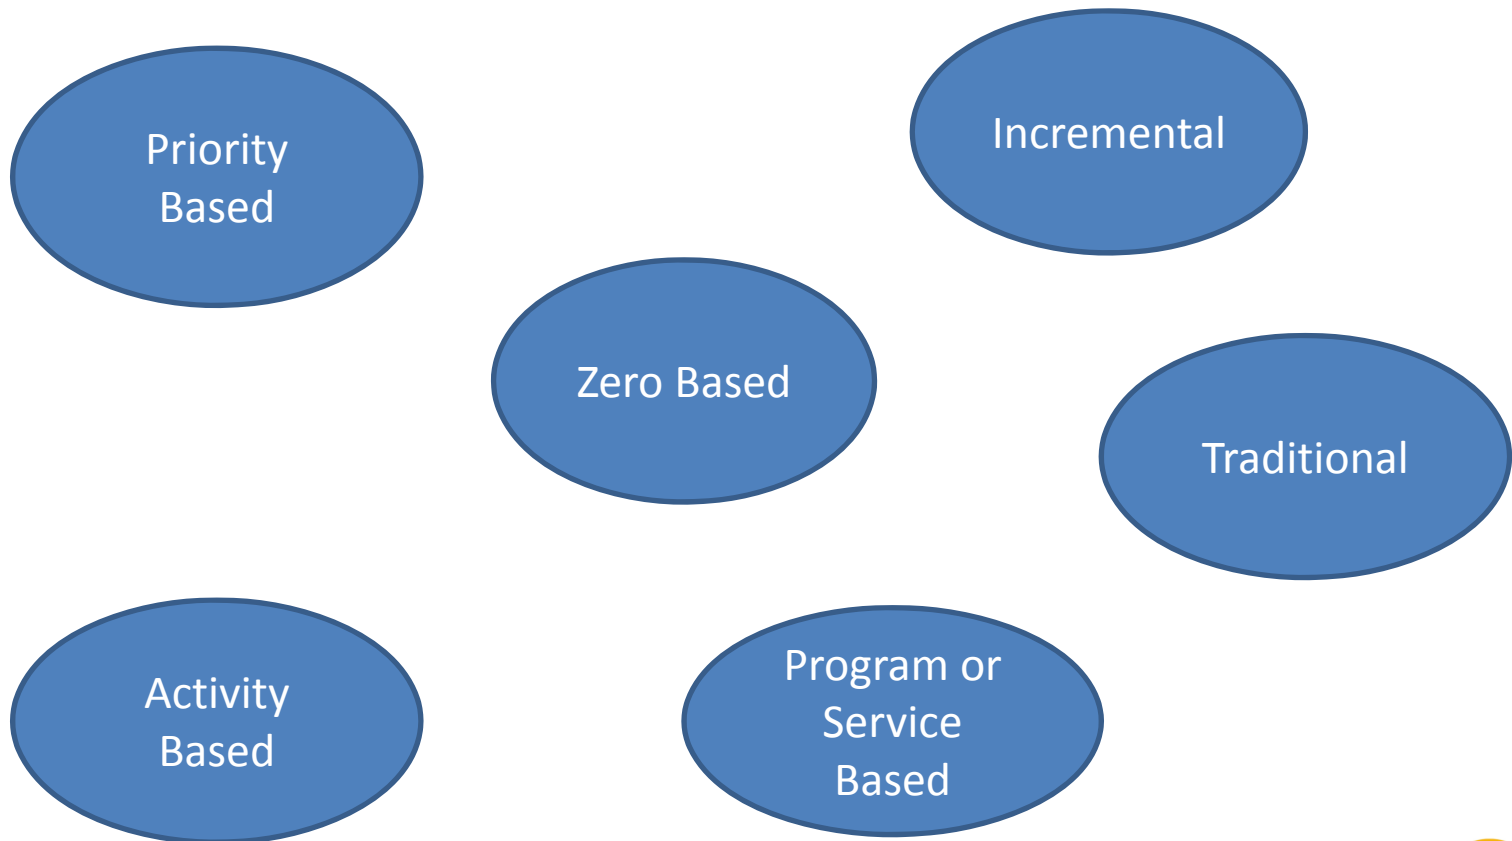 Priority
Based
Incremental
Zero Based
Traditional
Activity
Based
Program or
Service
Based